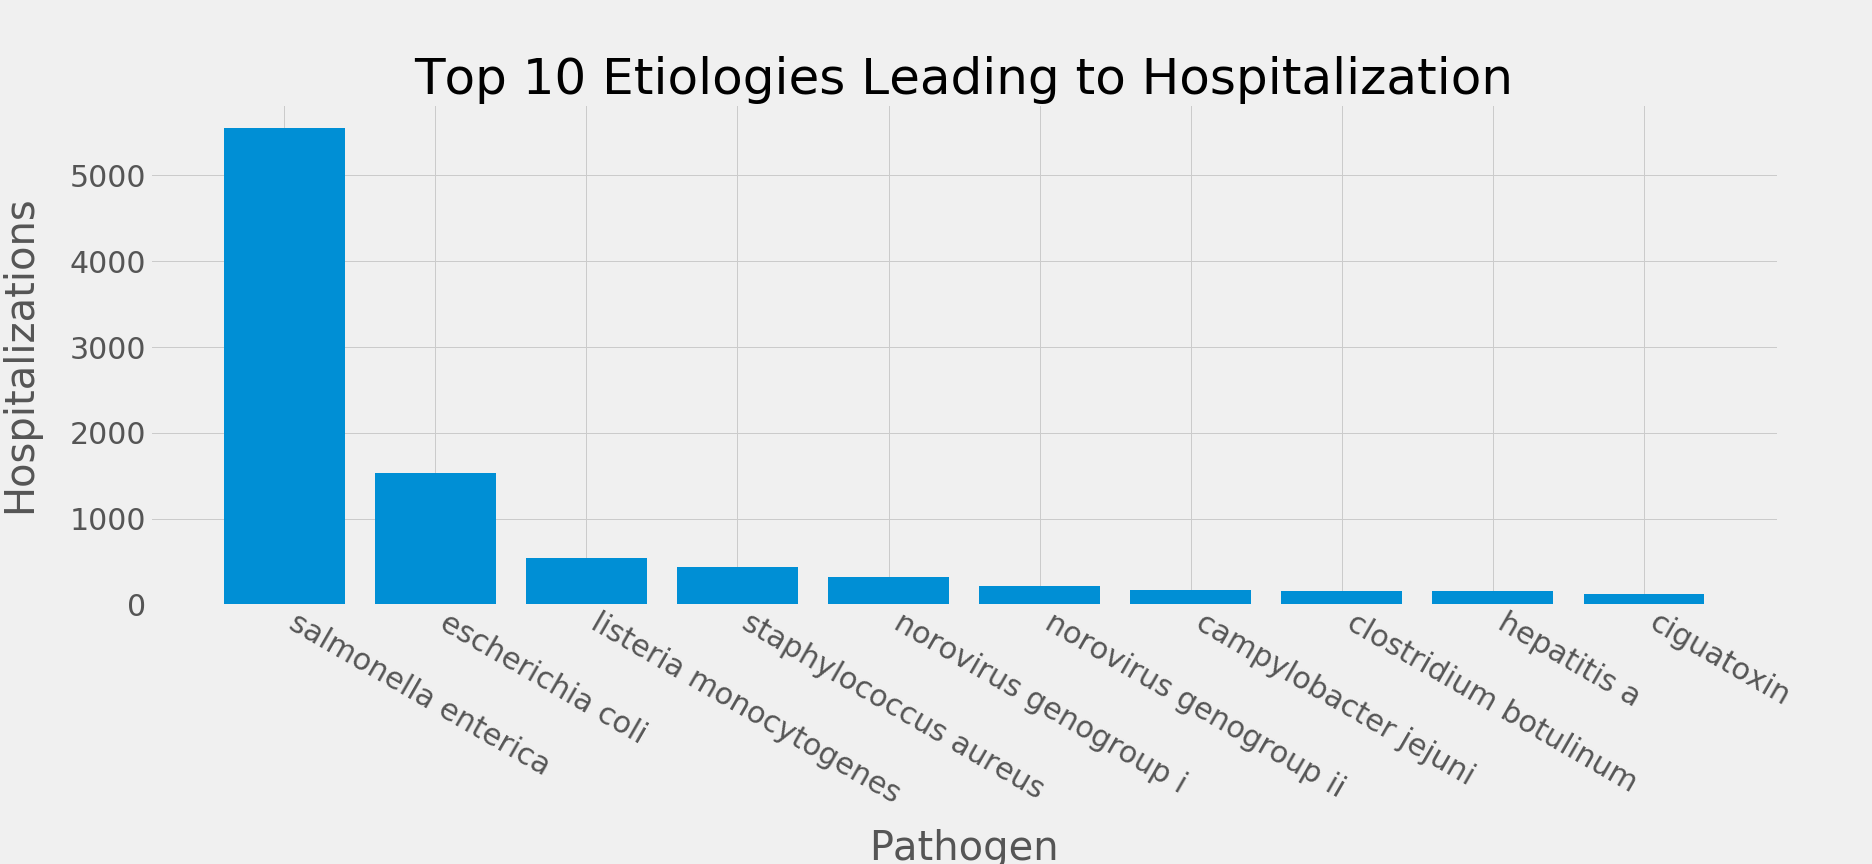 Top 10 Etiologies Leading to Hospitalization
Hospitalizations
5000
4000
3000
2000
1000
0
salmonella enterica
escherichia coli
listeria monocytogenes
staphylococcus aureus
norovirus genogroup i
norovirus genogroup ii
campylobacter jejuni
clostridium botulinum
hepatitis a
ciguatoxin
Pathogen